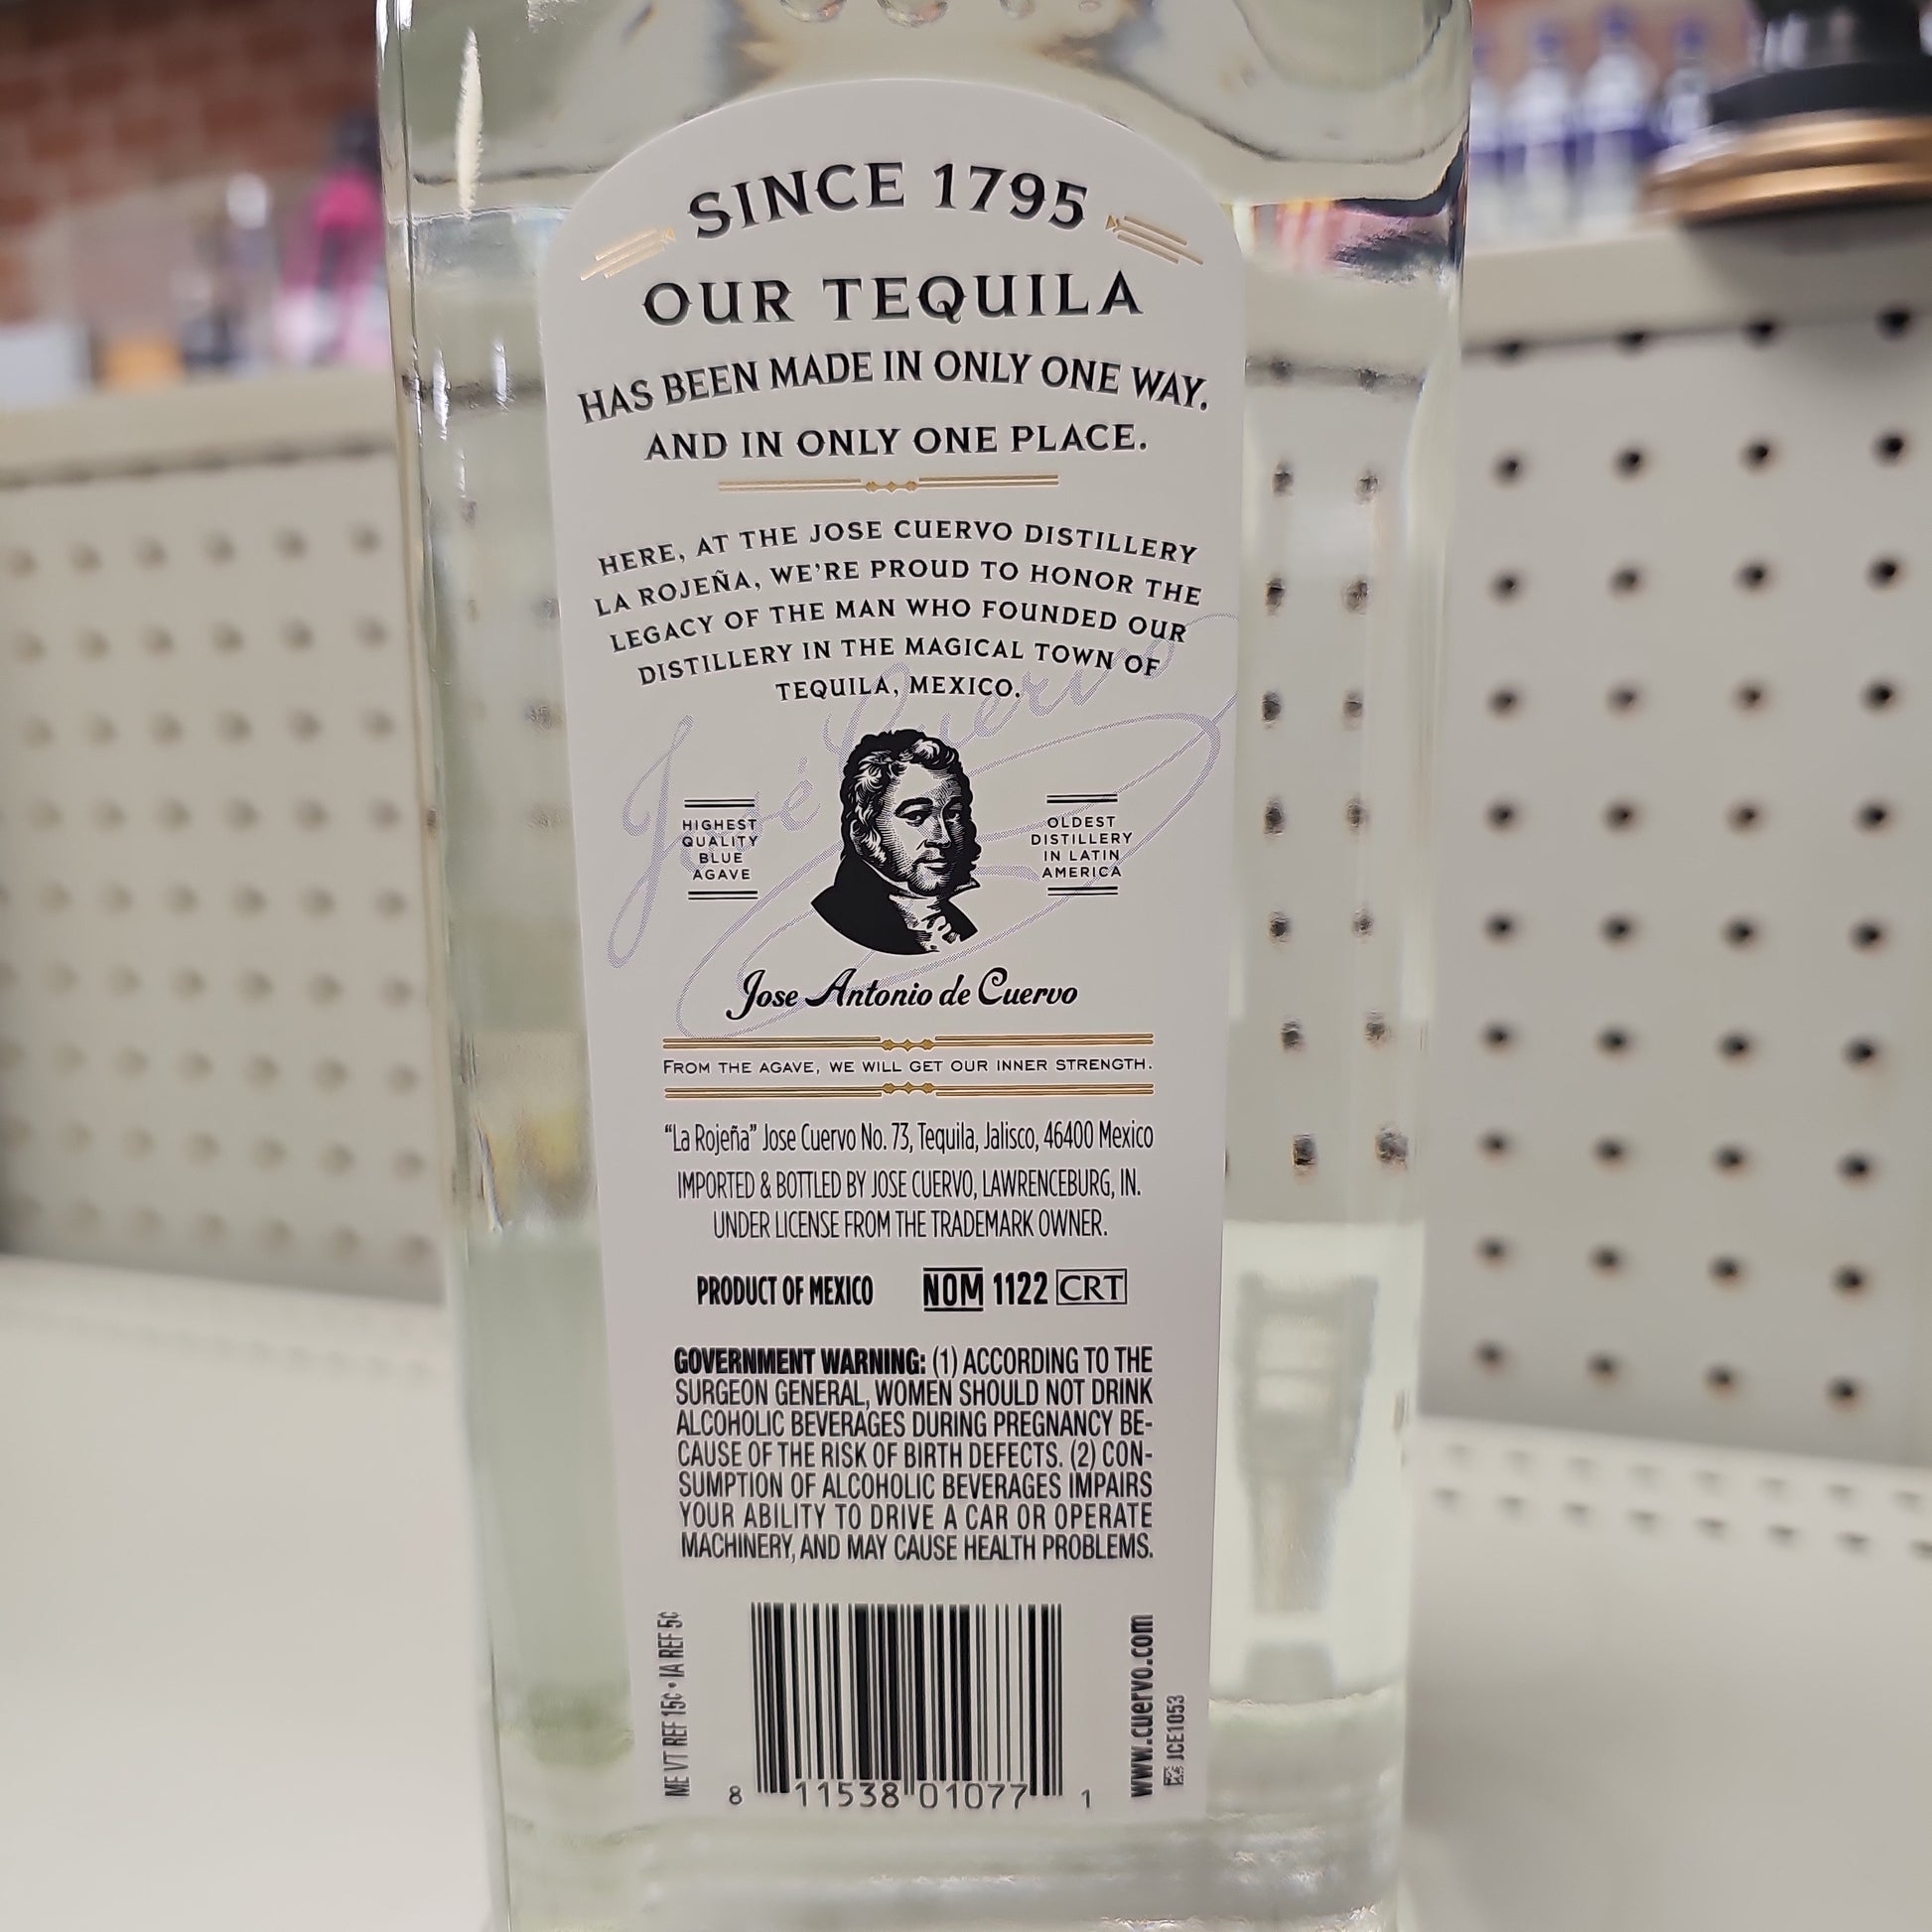 SINCE 1795
OUR TEQUILA
HAS BEEN MADE IN ONLY ONE WAY.
AND IN ONLY ONE PLACE.
HERE, AT THE JOSE CUERVO DISTILLERY
LA ROJEÑA, WE'RE PROUD TO HONOR THE
LEGACY OF THE MAN WHO FOUNDED OUR
DISTILLERY IN THE MAGICAL TOWN OF
TEQUILA, MEXICO.
José Cuervo
HIGHEST
QUALITY
BLUE
AGAVE
OLDEST
DISTILLERY
IN LATIN
AMERICA
Jose Antonio de Cuervo
FROM THE AGAVE, WE WILL GET OUR INNER STRENGTH.
"La Rojeña" Jose Cuervo No. 73, Tequila, Jalisco, 46400 Mexico
IMPORTED & BOTTLED BY JOSE CUERVO, LAWRENCEBURG, IN.
UNDER LICENSE FROM THE TRADEMARK OWNER.
PRODUCT OF MEXICO NOM 1122 CRT
GOVERNMENT WARNING: (1) ACCORDING TO THE
SURGEON GENERAL, WOMEN SHOULD NOT DRINK
ALCOHOLIC BEVERAGES DURING PREGNANCY BE-
CAUSE OF THE RISK OF BIRTH DEFECTS. (2) CON-
SUMPTION OF ALCOHOLIC BEVERAGES IMPAIRS
YOUR ABILITY TO DRIVE A CAR OR OPERATE
MACHINERY, AND MAY CAUSE HEALTH PROBLEMS.
ME VT REF 15¢ • IA REF 5¢
8 11538 01077 1
www.cuervo.com
JCE1053